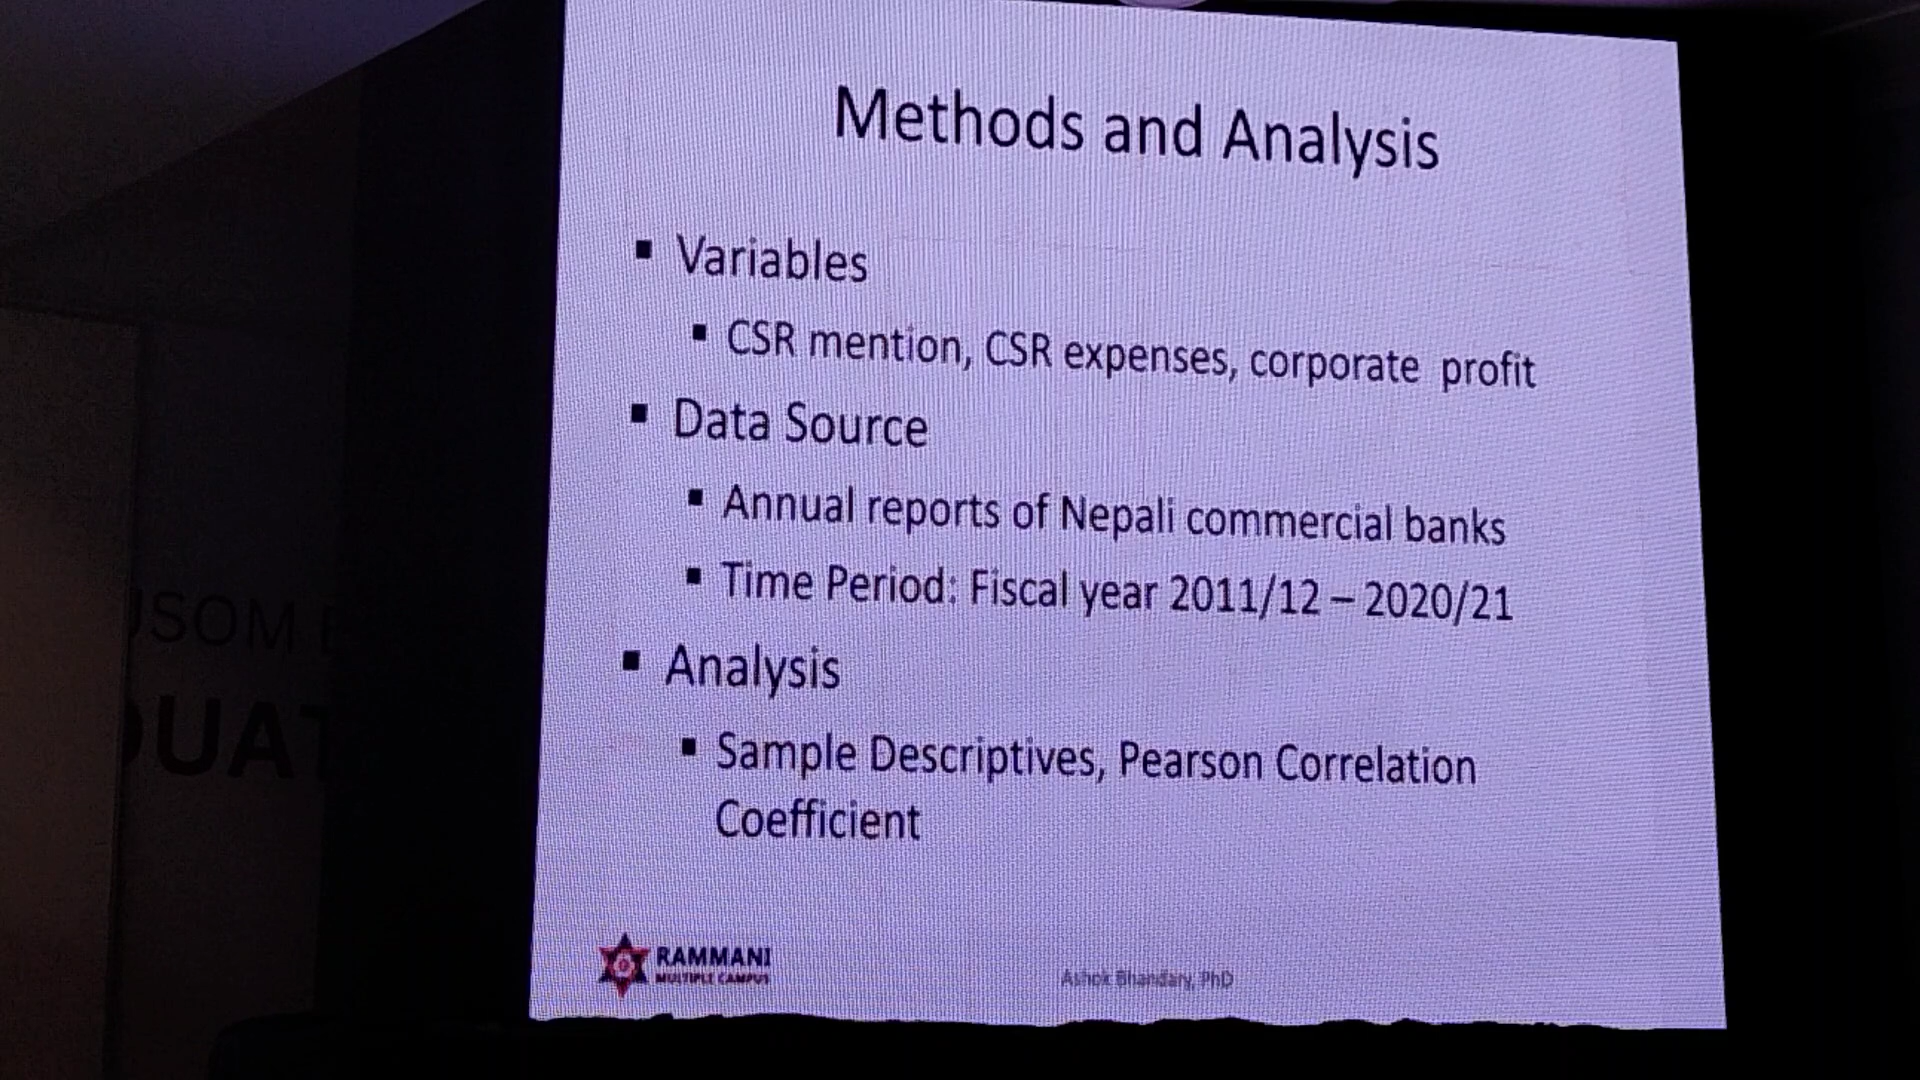 Methods and Analysis
▪ Variables
▪ CSR mention, CSR expenses, corporate profit
▪ Data Source
▪ Annual reports of Nepali commercial banks
▪ Time Period: Fiscal year 2011/12 – 2020/21
▪ Analysis
▪ Sample Descriptives, Pearson Correlation
Coefficient
RAMMANI
MULTIPLE CAMPUS
Ashok Bhandary, PhD
USOM